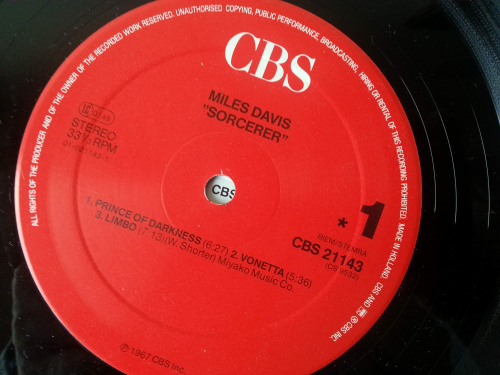 ALL RIGHTS OF THE PRODUCER AND OF THE OWNER OF THE RECORDED WORK RESERVED. UNAUTHORISED COPYING, PUBLIC PERFORMANCE, BROADCASTING, HIRING OR RENTAL OF THIS RECORDING PROHIBITED. MADE IN HOLLAND. CBS AND ® CBS INC.
CBS
MILES DAVIS
"SORCERER"
STEREO
33⅓ RPM
CBS
* 1
BIEM/STEMRA
CBS 21143
1. PRINCE OF DARKNESS (6:27) 2. VONETTA (5:36)
3. LIMBO (7:13) (W. Shorter) Miyako Music Co.
℗ 1967 CBS Inc.